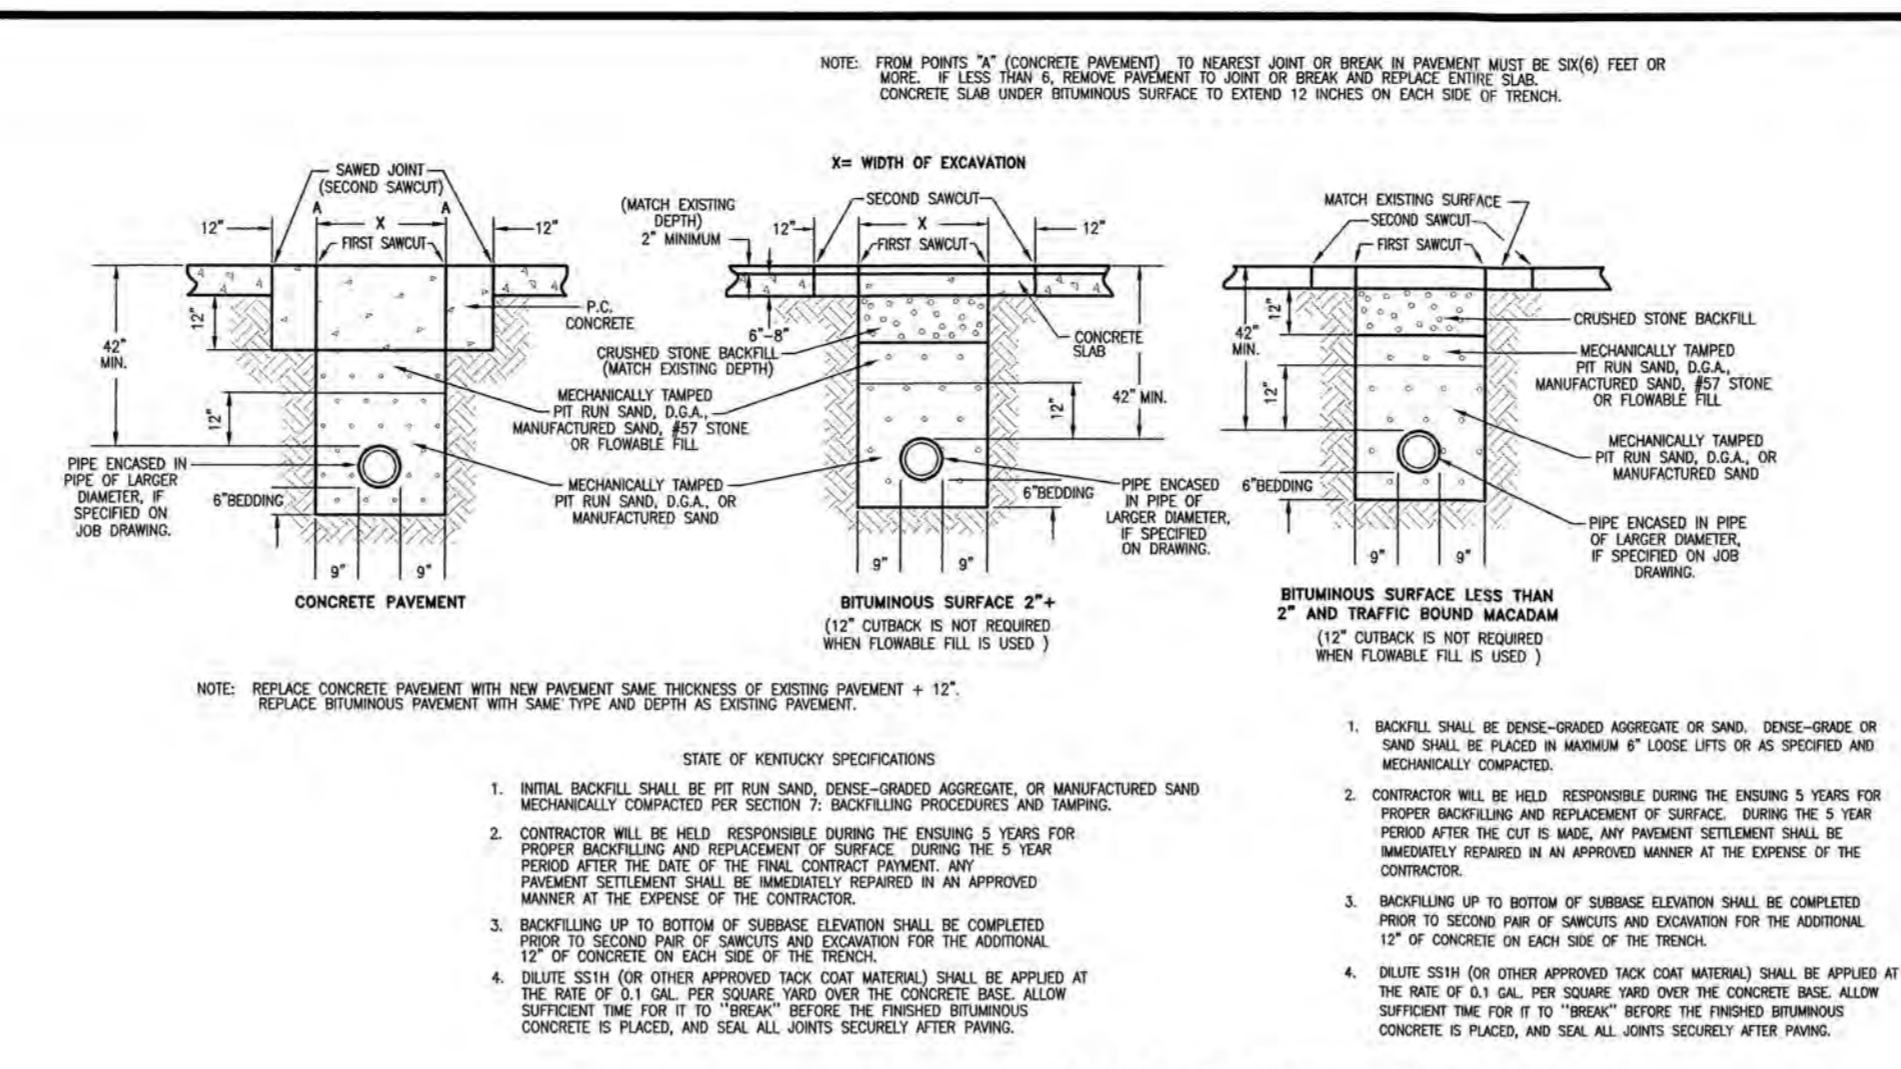 NOTE: FROM POINTS "A" (CONCRETE PAVEMENT) TO NEAREST JOINT OR BREAK IN PAVEMENT MUST BE SIX(6) FEET OR
MORE. IF LESS THAN 6, REMOVE PAVEMENT TO JOINT OR BREAK AND REPLACE ENTIRE SLAB.
CONCRETE SLAB UNDER BITUMINOUS SURFACE TO EXTEND 12 INCHES ON EACH SIDE OF TRENCH.
SAWED JOINT
(SECOND SAWCUT)
A
A
12"
X
12"
FIRST SAWCUT
42"
MIN.
12"
P.C.
CONCRETE
12"
PIPE ENCASED IN
PIPE OF LARGER
DIAMETER, IF
SPECIFIED ON
JOB DRAWING.
6"BEDDING
9"
9"
CONCRETE PAVEMENT
X= WIDTH OF EXCAVATION
(MATCH EXISTING
DEPTH)
2" MINIMUM
SECOND SAWCUT
12"
X
12"
FIRST SAWCUT
6"-8"
CRUSHED STONE BACKFILL
(MATCH EXISTING DEPTH)
CONCRETE
SLAB
MECHANICALLY TAMPED
PIT RUN SAND, D.G.A.,
MANUFACTURED SAND, #57 STONE
OR FLOWABLE FILL
MECHANICALLY TAMPED
PIT RUN SAND, D.G.A., OR
MANUFACTURED SAND
12"
42" MIN.
6"BEDDING
PIPE ENCASED
IN PIPE OF
LARGER DIAMETER,
IF SPECIFIED
ON DRAWING.
9"
9"
BITUMINOUS SURFACE 2"+
(12" CUTBACK IS NOT REQUIRED
WHEN FLOWABLE FILL IS USED )
MATCH EXISTING SURFACE
SECOND SAWCUT
FIRST SAWCUT
42"
MIN.
12"
12"
CRUSHED STONE BACKFILL
MECHANICALLY TAMPED
PIT RUN SAND, D.G.A.,
MANUFACTURED SAND, #57 STONE
OR FLOWABLE FILL
MECHANICALLY TAMPED
PIT RUN SAND, D.G.A., OR
MANUFACTURED SAND
6"BEDDING
PIPE ENCASED IN PIPE
OF LARGER DIAMETER,
IF SPECIFIED ON JOB
DRAWING.
9"
9"
BITUMINOUS SURFACE LESS THAN
2" AND TRAFFIC BOUND MACADAM
(12" CUTBACK IS NOT REQUIRED
WHEN FLOWABLE FILL IS USED )
NOTE: REPLACE CONCRETE PAVEMENT WITH NEW PAVEMENT SAME THICKNESS OF EXISTING PAVEMENT + 12".
REPLACE BITUMINOUS PAVEMENT WITH SAME TYPE AND DEPTH AS EXISTING PAVEMENT.
STATE OF KENTUCKY SPECIFICATIONS
1. INITIAL BACKFILL SHALL BE PIT RUN SAND, DENSE-GRADED AGGREGATE, OR MANUFACTURED SAND
MECHANICALLY COMPACTED PER SECTION 7: BACKFILLING PROCEDURES AND TAMPING.
2. CONTRACTOR WILL BE HELD RESPONSIBLE DURING THE ENSUING 5 YEARS FOR
PROPER BACKFILLING AND REPLACEMENT OF SURFACE DURING THE 5 YEAR
PERIOD AFTER THE DATE OF THE FINAL CONTRACT PAYMENT. ANY
PAVEMENT SETTLEMENT SHALL BE IMMEDIATELY REPAIRED IN AN APPROVED
MANNER AT THE EXPENSE OF THE CONTRACTOR.
3. BACKFILLING UP TO BOTTOM OF SUBBASE ELEVATION SHALL BE COMPLETED
PRIOR TO SECOND PAIR OF SAWCUTS AND EXCAVATION FOR THE ADDITIONAL
12" OF CONCRETE ON EACH SIDE OF THE TRENCH.
4. DILUTE SS1H (OR OTHER APPROVED TACK COAT MATERIAL) SHALL BE APPLIED AT
THE RATE OF 0.1 GAL. PER SQUARE YARD OVER THE CONCRETE BASE. ALLOW
SUFFICIENT TIME FOR IT TO "BREAK" BEFORE THE FINISHED BITUMINOUS
CONCRETE IS PLACED, AND SEAL ALL JOINTS SECURELY AFTER PAVING.
1. BACKFILL SHALL BE DENSE-GRADED AGGREGATE OR SAND. DENSE-GRADE OR
SAND SHALL BE PLACED IN MAXIMUM 6" LOOSE LIFTS OR AS SPECIFIED AND
MECHANICALLY COMPACTED.
2. CONTRACTOR WILL BE HELD RESPONSIBLE DURING THE ENSUING 5 YEARS FOR
PROPER BACKFILLING AND REPLACEMENT OF SURFACE. DURING THE 5 YEAR
PERIOD AFTER THE CUT IS MADE, ANY PAVEMENT SETTLEMENT SHALL BE
IMMEDIATELY REPAIRED IN AN APPROVED MANNER AT THE EXPENSE OF THE
CONTRACTOR.
3. BACKFILLING UP TO BOTTOM OF SUBBASE ELEVATION SHALL BE COMPLETED
PRIOR TO SECOND PAIR OF SAWCUTS AND EXCAVATION FOR THE ADDITIONAL
12" OF CONCRETE ON EACH SIDE OF THE TRENCH.
4. DILUTE SS1H (OR OTHER APPROVED TACK COAT MATERIAL) SHALL BE APPLIED AT
THE RATE OF 0.1 GAL. PER SQUARE YARD OVER THE CONCRETE BASE. ALLOW
SUFFICIENT TIME FOR IT TO "BREAK" BEFORE THE FINISHED BITUMINOUS
CONCRETE IS PLACED, AND SEAL ALL JOINTS SECURELY AFTER PAVING.